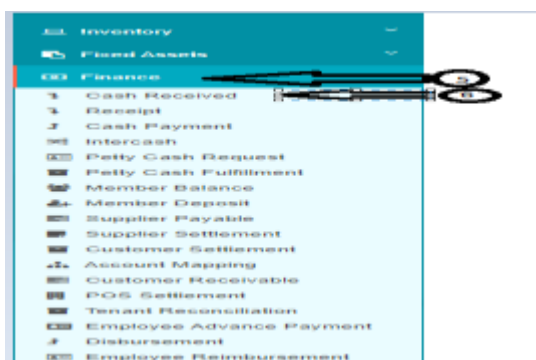 Inventory
Fixed Assets
Finance 5
Cash Received 6
Receipt
Cash Payment
Intercash
Petty Cash Request
Petty Cash Fulfillment
Member Balance
Member Deposit
Supplier Payable
Supplier Settlement
Customer Settlement
Account Mapping
Customer Receivable
POS Settlement
Tenant Reconciliation
Employee Advance Payment
Disbursement
Employee Reimbursement